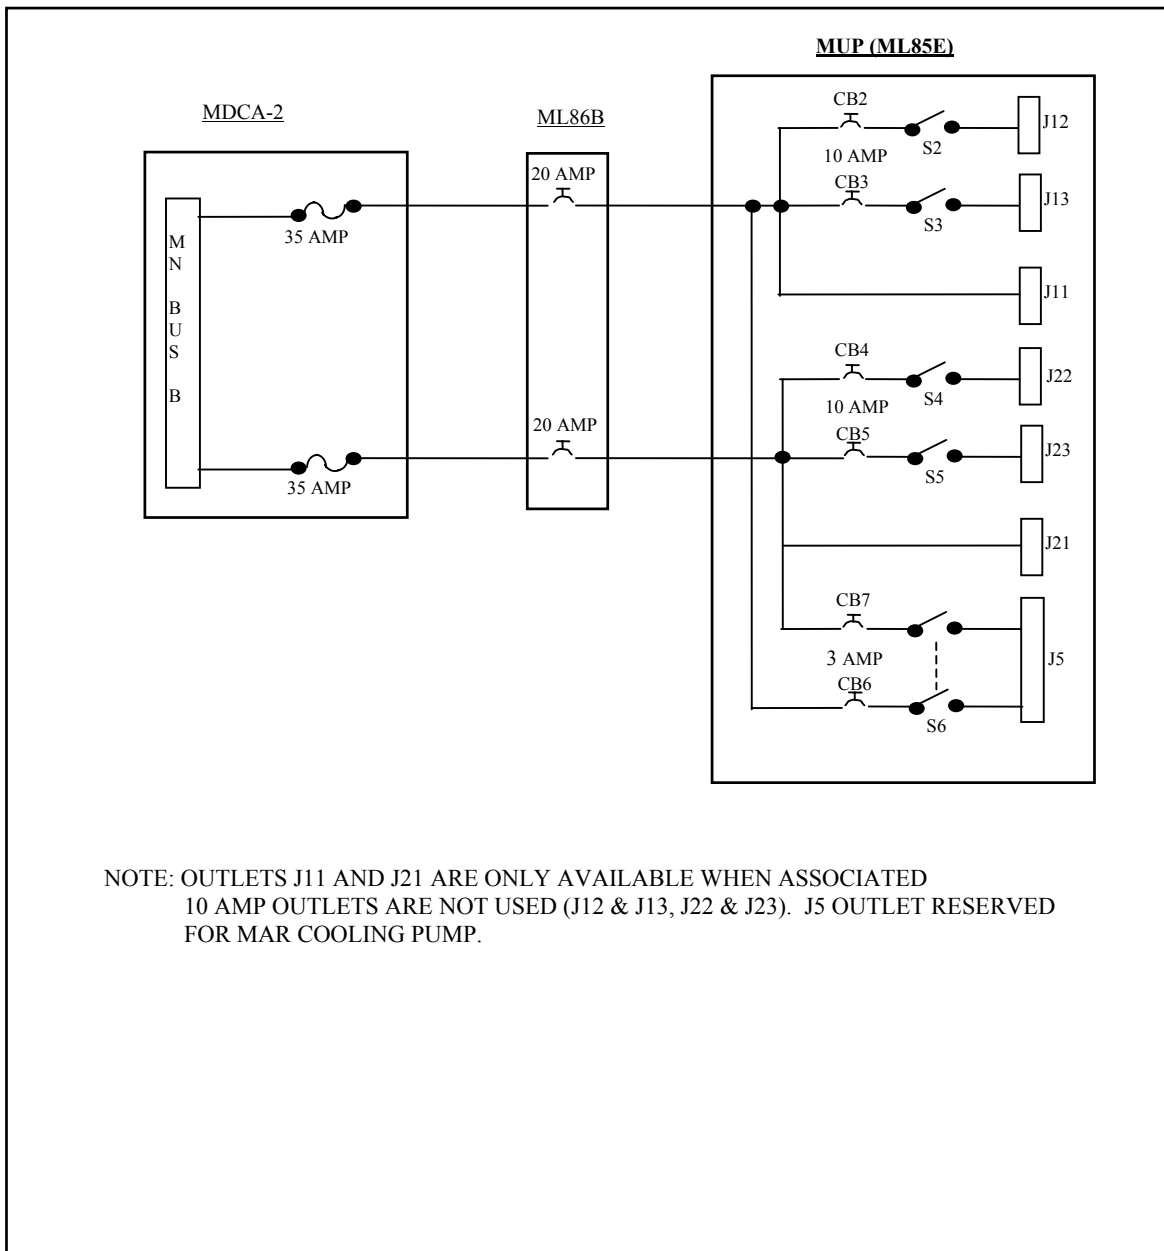 MUP (ML85E)
MDCA-2
ML86B
CB2
J12
S2
10 AMP
20 AMP
CB3
J13
S3
35 AMP
MN BUS B
J11
CB4
J22
S4
10 AMP
20 AMP
CB5
J23
S5
35 AMP
J21
CB7
3 AMP
J5
CB6
S6
NOTE: OUTLETS J11 AND J21 ARE ONLY AVAILABLE WHEN ASSOCIATED
10 AMP OUTLETS ARE NOT USED (J12 & J13, J22 & J23). J5 OUTLET RESERVED
FOR MAR COOLING PUMP.